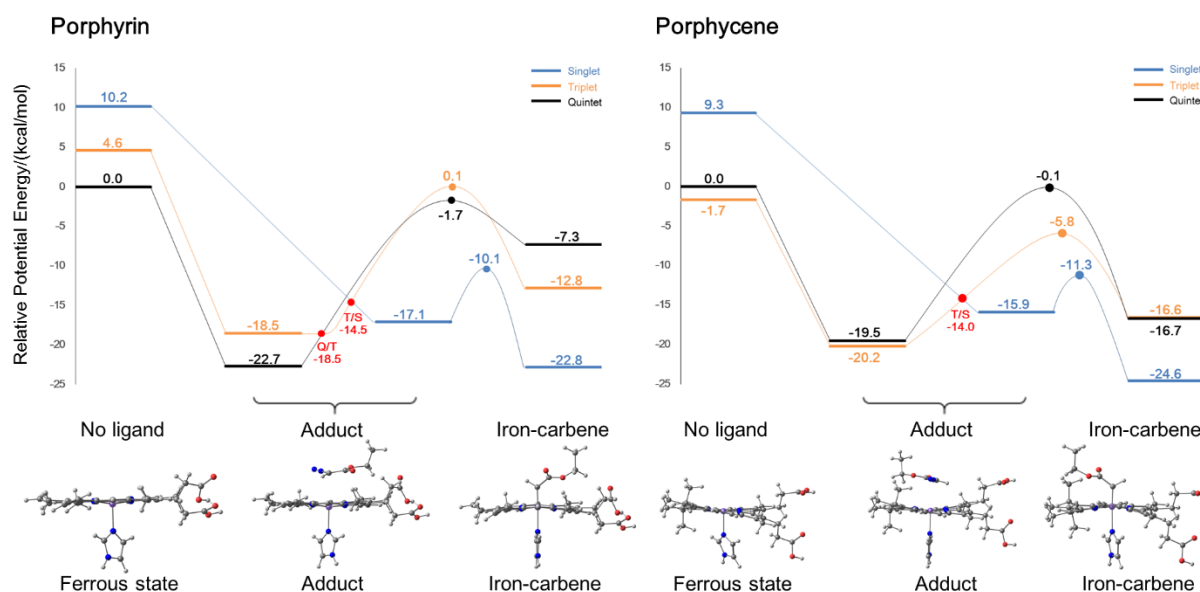 Porphyrin
Relative Potential Energy/(kcal/mol)
15
10
5
0
-5
-10
-15
-20
-25
Singlet
Triplet
Quintet
10.2
4.6
0.0
0.1
-1.7
-7.3
-10.1
-12.8
T/S
-14.5
-17.1
-18.5
Q/T
-18.5
-22.7
-22.8
No ligand
Adduct
Iron-carbene
Ferrous state
Adduct
Iron-carbene
Porphycene
15
10
5
0
-5
-10
-15
-20
-25
Singlet
Triplet
Quintet
9.3
0.0
-1.7
-0.1
-5.8
-11.3
T/S
-14.0
-15.9
-16.6
-16.7
-19.5
-20.2
-24.6
No ligand
Adduct
Iron-carbene
Ferrous state
Adduct
Iron-carbene